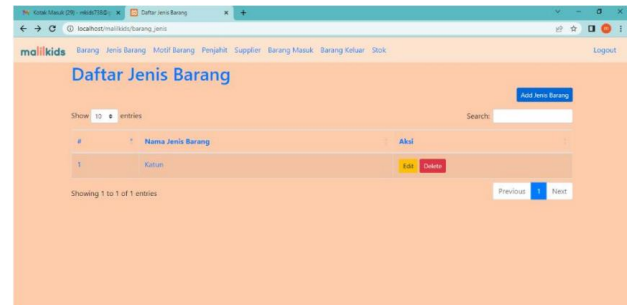 Daftar Jenis Barang
localhost/malilkids/barang_jenis
malilkids Barang Jenis Barang Motif Barang Penjahit Supplier Barang Masuk Barang Keluar Stok Logout
Daftar Jenis Barang
Add Jenis Barang
Show 10 entries Search:
# Nama Jenis Barang Aksi
1 Katun Edit Delete
Showing 1 to 1 of 1 entries Previous 1 Next